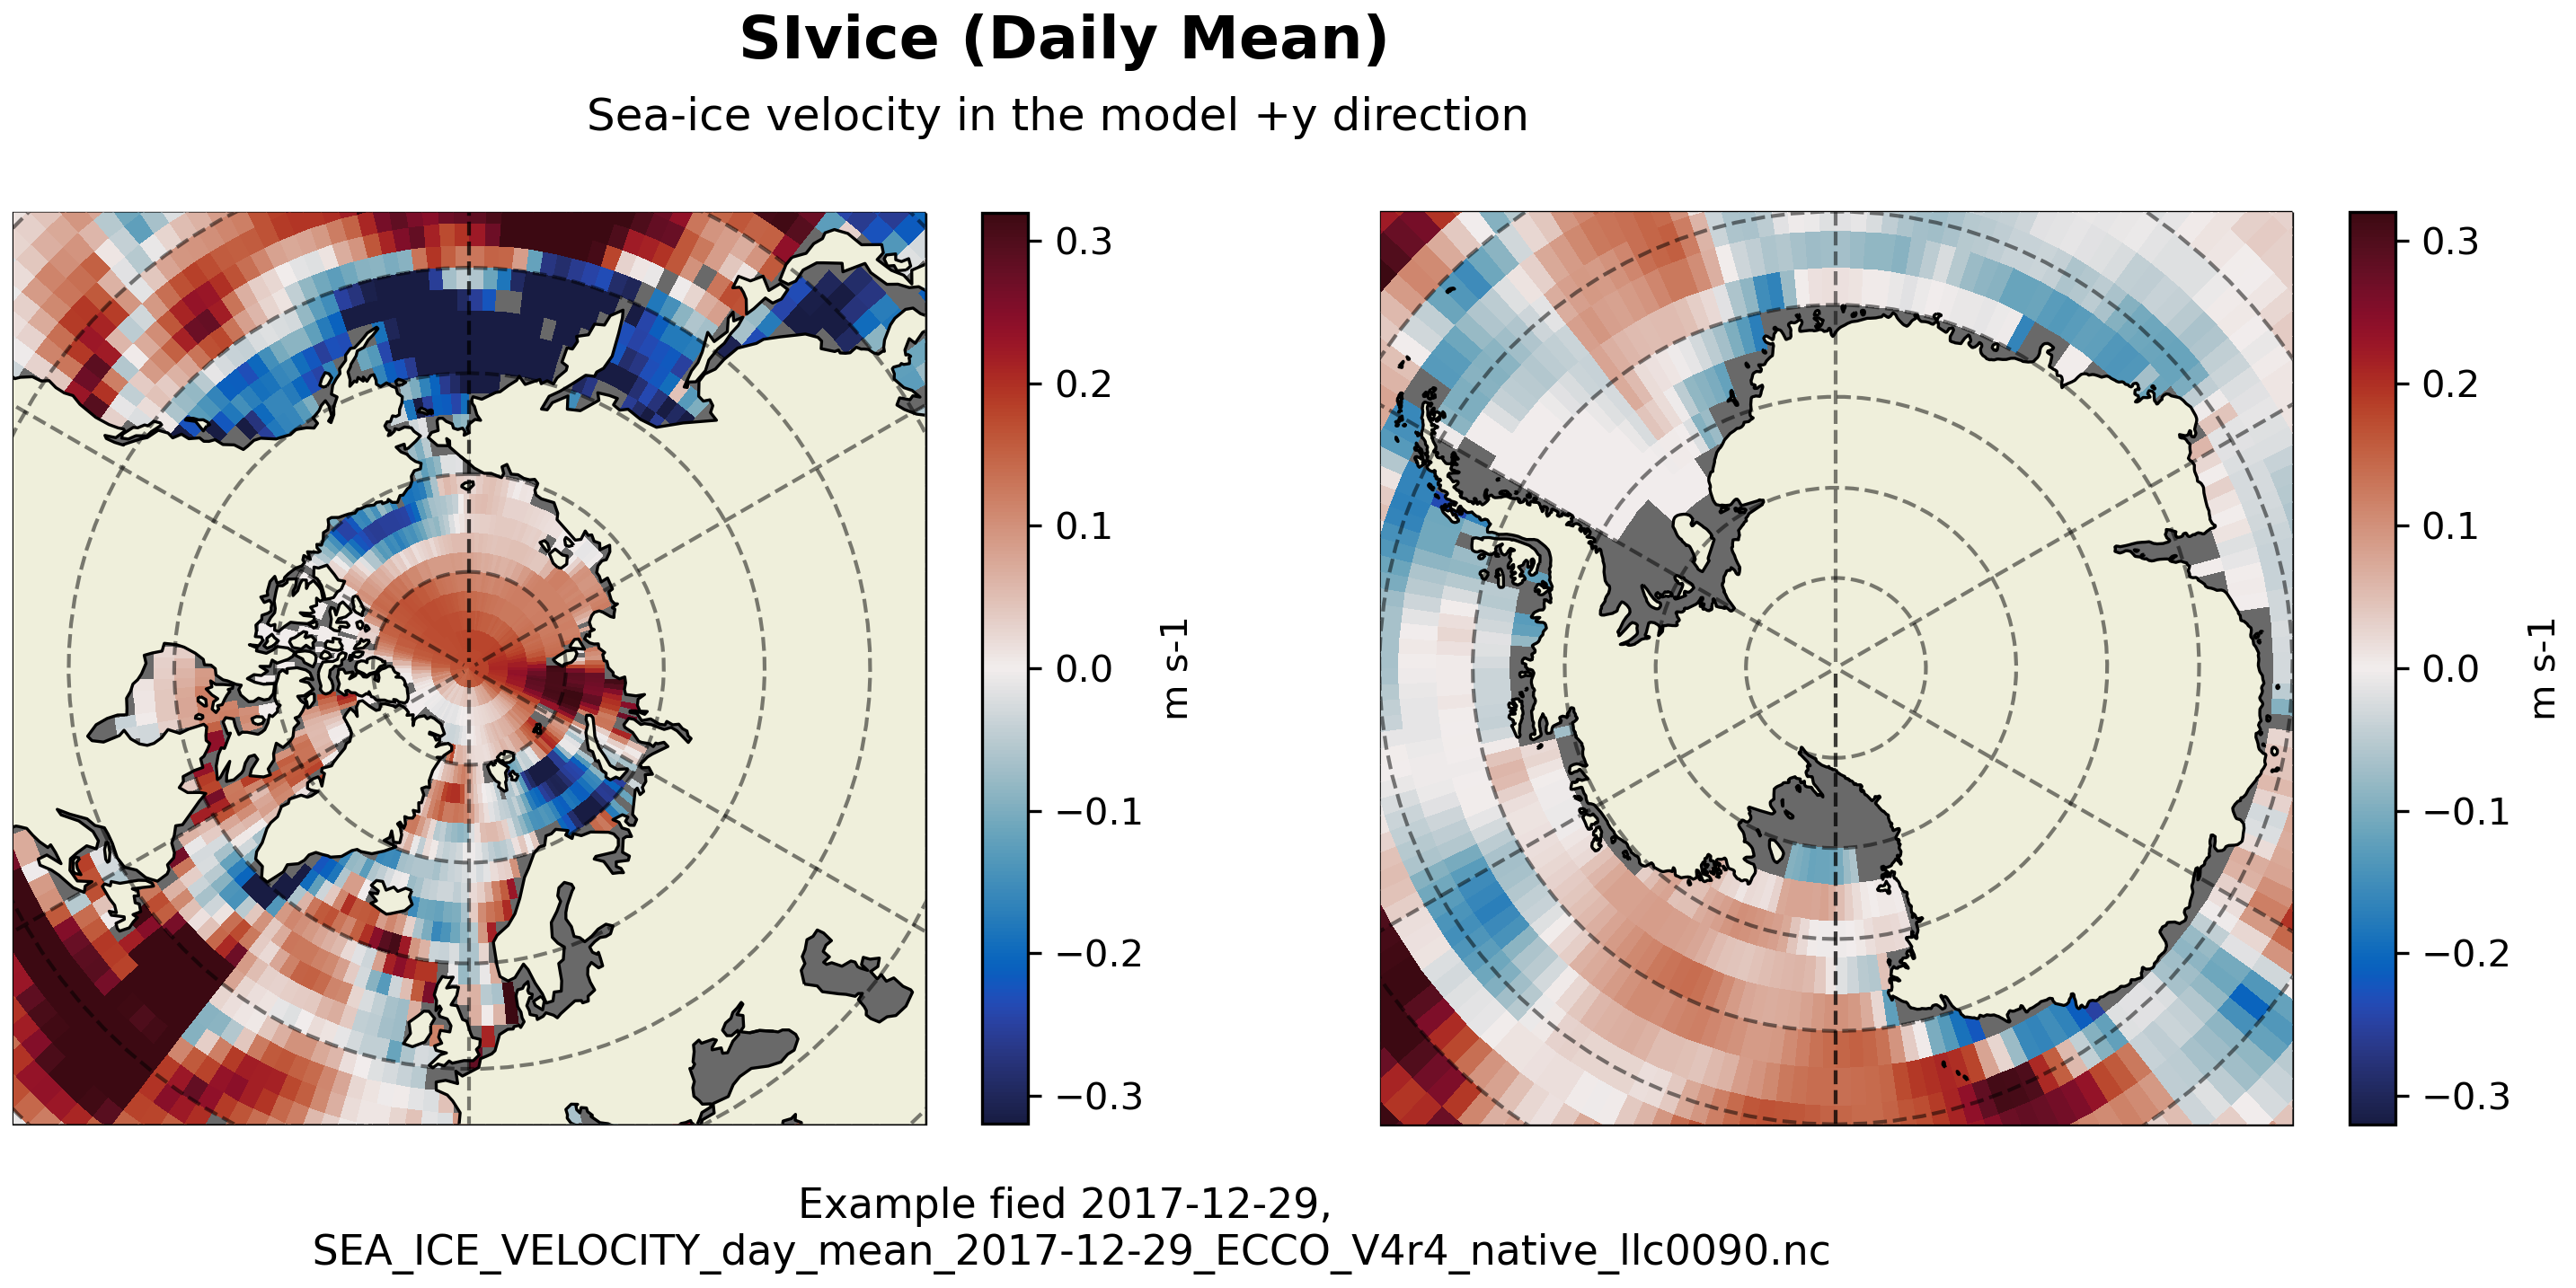 SIvice (Daily Mean)
Sea-ice velocity in the model +y direction
0.3
0.2
0.1
0.0
−0.1
−0.2
−0.3
m s-1
0.3
0.2
0.1
0.0
−0.1
−0.2
−0.3
m s-1
Example fied 2017-12-29,
SEA_ICE_VELOCITY_day_mean_2017-12-29_ECCO_V4r4_native_llc0090.nc